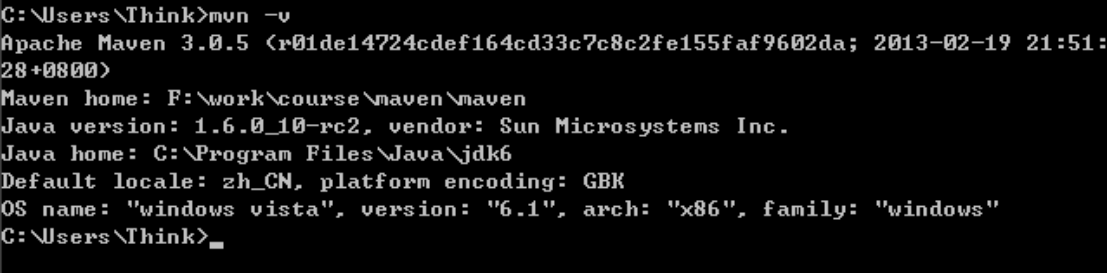 C:\Users\Think>mvn -v
Apache Maven 3.0.5 (r01de14724cdef164cd33c7c8c2fe155faf9602da; 2013-02-19 21:51:
28+0800)
Maven home: F:\work\course\maven\maven
Java version: 1.6.0_10-rc2, vendor: Sun Microsystems Inc.
Java home: C:\Program Files\Java\jdk6
Default locale: zh_CN, platform encoding: GBK
OS name: "windows vista", version: "6.1", arch: "x86", family: "windows"
C:\Users\Think>_